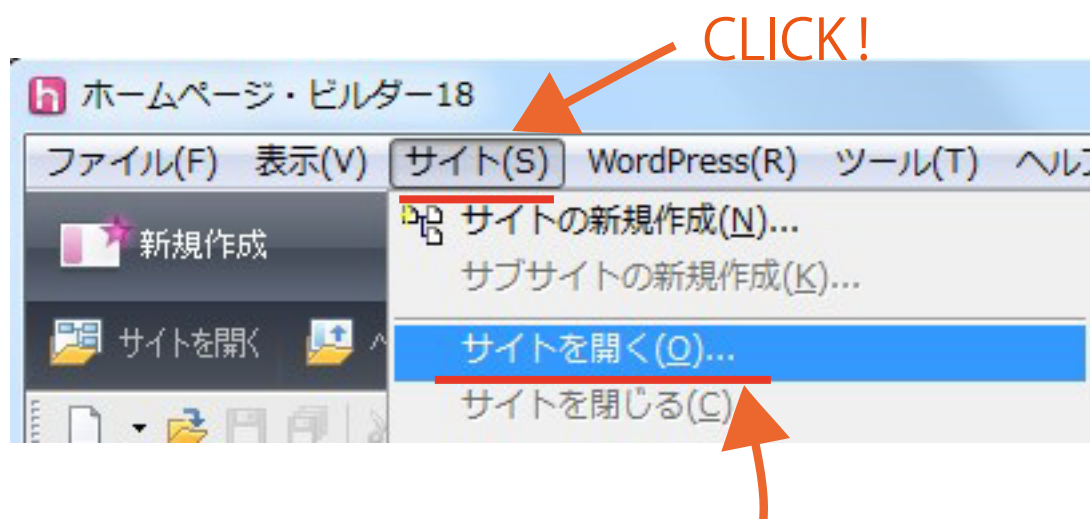 CLICK!
ホームページ・ビルダー18
ファイル(F) 表示(V) サイト(S) WordPress(R) ツール(T)
新規作成
サイトの新規作成(N)...
サブサイトの新規作成(K)...
サイトを開く
サイトを開く(O)...
サイトを閉じる(C)